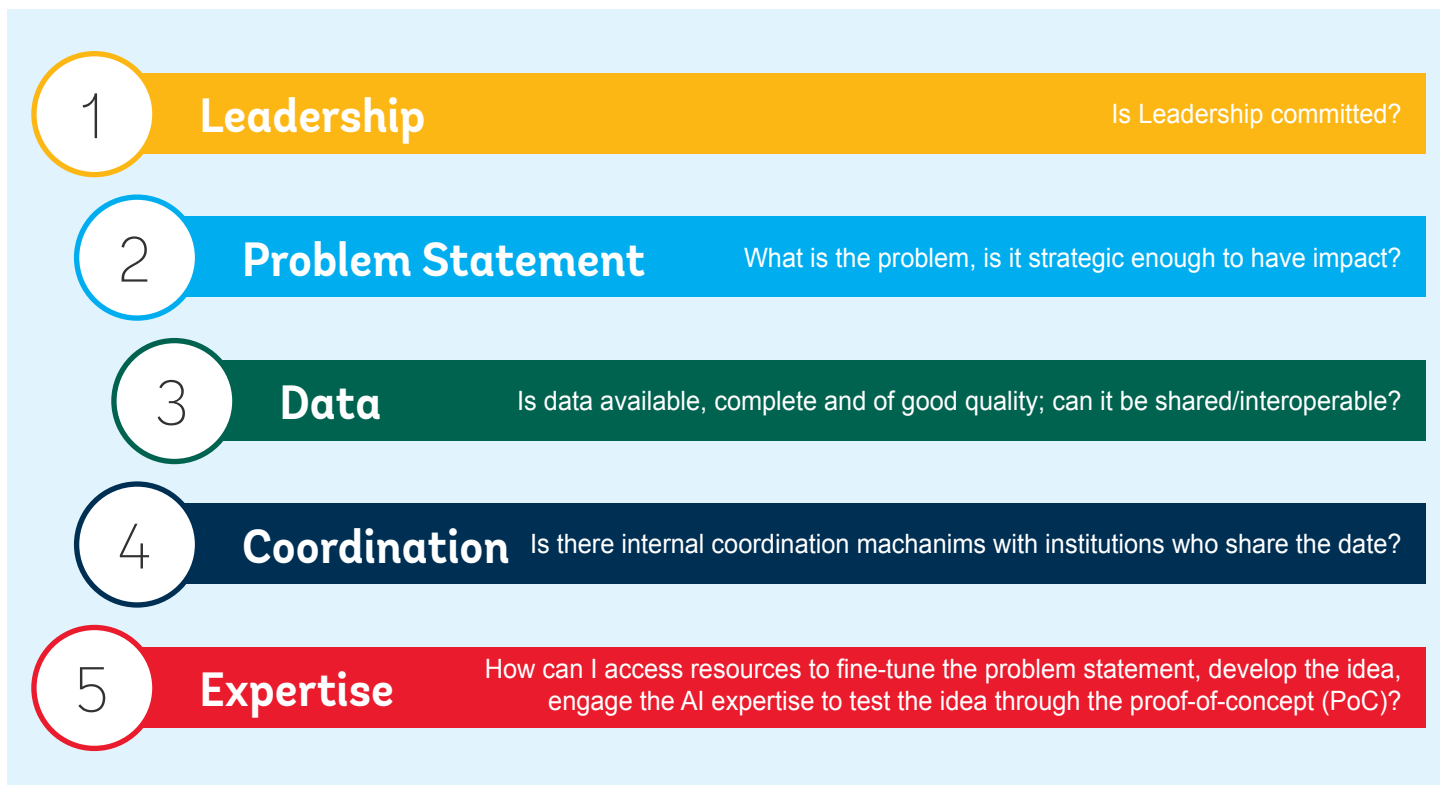 1
Leadership
Is Leadership committed?
2
Problem Statement
What is the problem, is it strategic enough to have impact?
3
Data
Is data available, complete and of good quality; can it be shared/interoperable?
4
Coordination
Is there internal coordination machanims with institutions who share the date?
5
Expertise
How can I access resources to fine-tune the problem statement, develop the idea,
engage the AI expertise to test the idea through the proof-of-concept (PoC)?